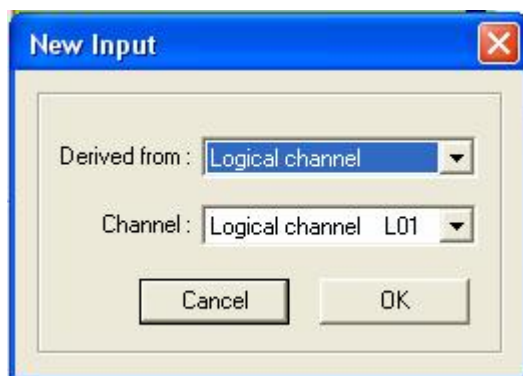 New Input
Derived from : Logical channel
Channel : Logical channel L01
Cancel OK